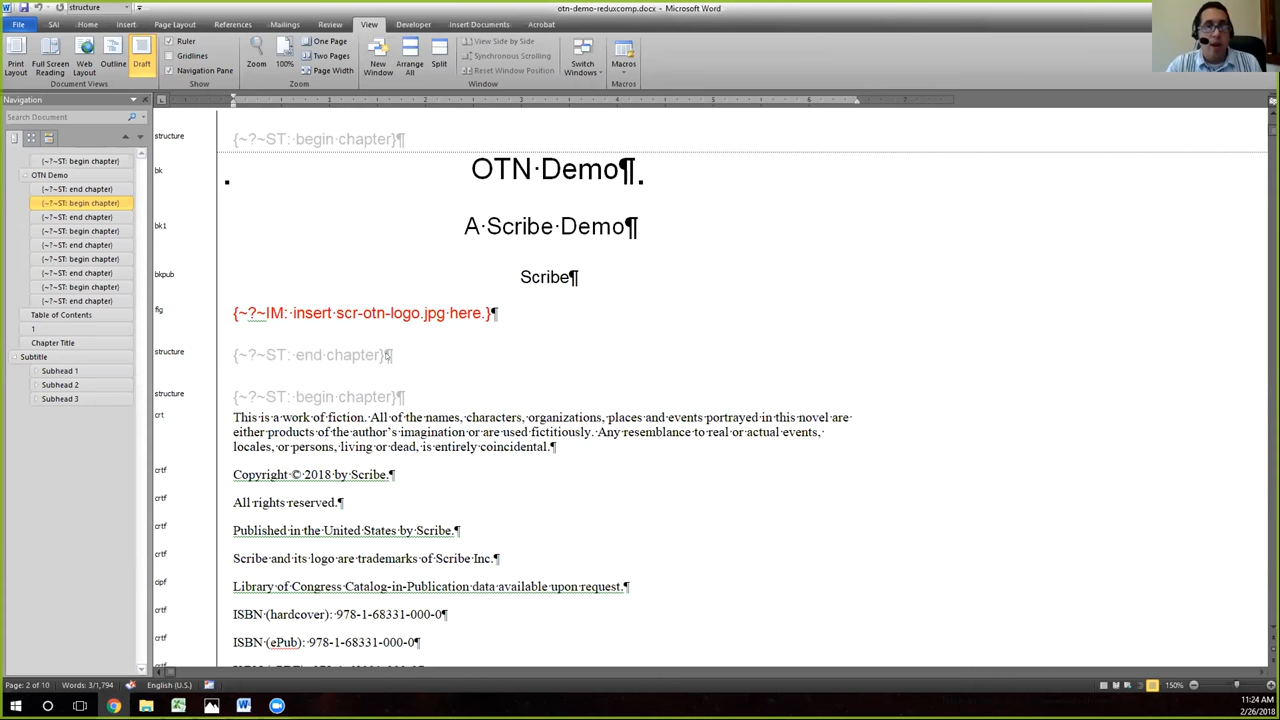 structure
otn-demo-reduxcomp.docx - Microsoft Word
File SAI Home Insert Page Layout References Mailings Review View Developer Insert Documents Acrobat
Print Layout
Full Screen Reading
Web Layout
Outline
Draft
Document Views
Ruler
Gridlines
Navigation Pane
Show
Zoom
100%
One Page
Two Pages
Page Width
Zoom
New Window
Arrange All
Split
View Side by Side
Synchronous Scrolling
Reset Window Position
Window
Switch Windows
Macros
Macros
Navigation
Search Document
{~?~ST: begin chapter}
OTN Demo
{~?~ST: end chapter}
{~?~ST: begin chapter}
{~?~ST: end chapter}
{~?~ST: begin chapter}
{~?~ST: end chapter}
{~?~ST: begin chapter}
{~?~ST: end chapter}
{~?~ST: begin chapter}
{~?~ST: end chapter}
Table of Contents
1
Chapter Title
Subtitle
Subhead 1
Subhead 2
Subhead 3
1 2 3 4 5 6 7
structure {~?~ST:·begin·chapter}¶
bk OTN·Demo¶
bk1 A·Scribe·Demo¶
bkpub Scribe¶
fig {~?~IM:·insert·scr-otn-logo.jpg·here.}¶
structure {~?~ST:·end·chapter}¶
structure {~?~ST:·begin·chapter}¶
crt This·is·a·work·of·fiction.·All·of·the·names,·characters,·organizations,·places·and·events·portrayed·in·this·novel·are·
either·products·of·the·author's·imagination·or·are·used·fictitiously.·Any·resemblance·to·real·or·actual·events,·
locales,·or·persons,·living·or·dead,·is·entirely·coincidental.¶
crtf Copyright·©·2018·by·Scribe.¶
crtf All·rights·reserved.¶
crtf Published·in·the·United·States·by·Scribe.¶
crtf Scribe·and·its·logo·are·trademarks·of·Scribe·Inc.¶
cipf Library·of·Congress·Catalog-in-Publication·data·available·upon·request.¶
crtf ISBN·(hardcover):·978-1-68331-000-0¶
crtf ISBN·(ePub):·978-1-68331-000-0¶
crtf
Page: 2 of 10 Words: 3/1,794 English (U.S.) 150%
11:24 AM
2/26/2018